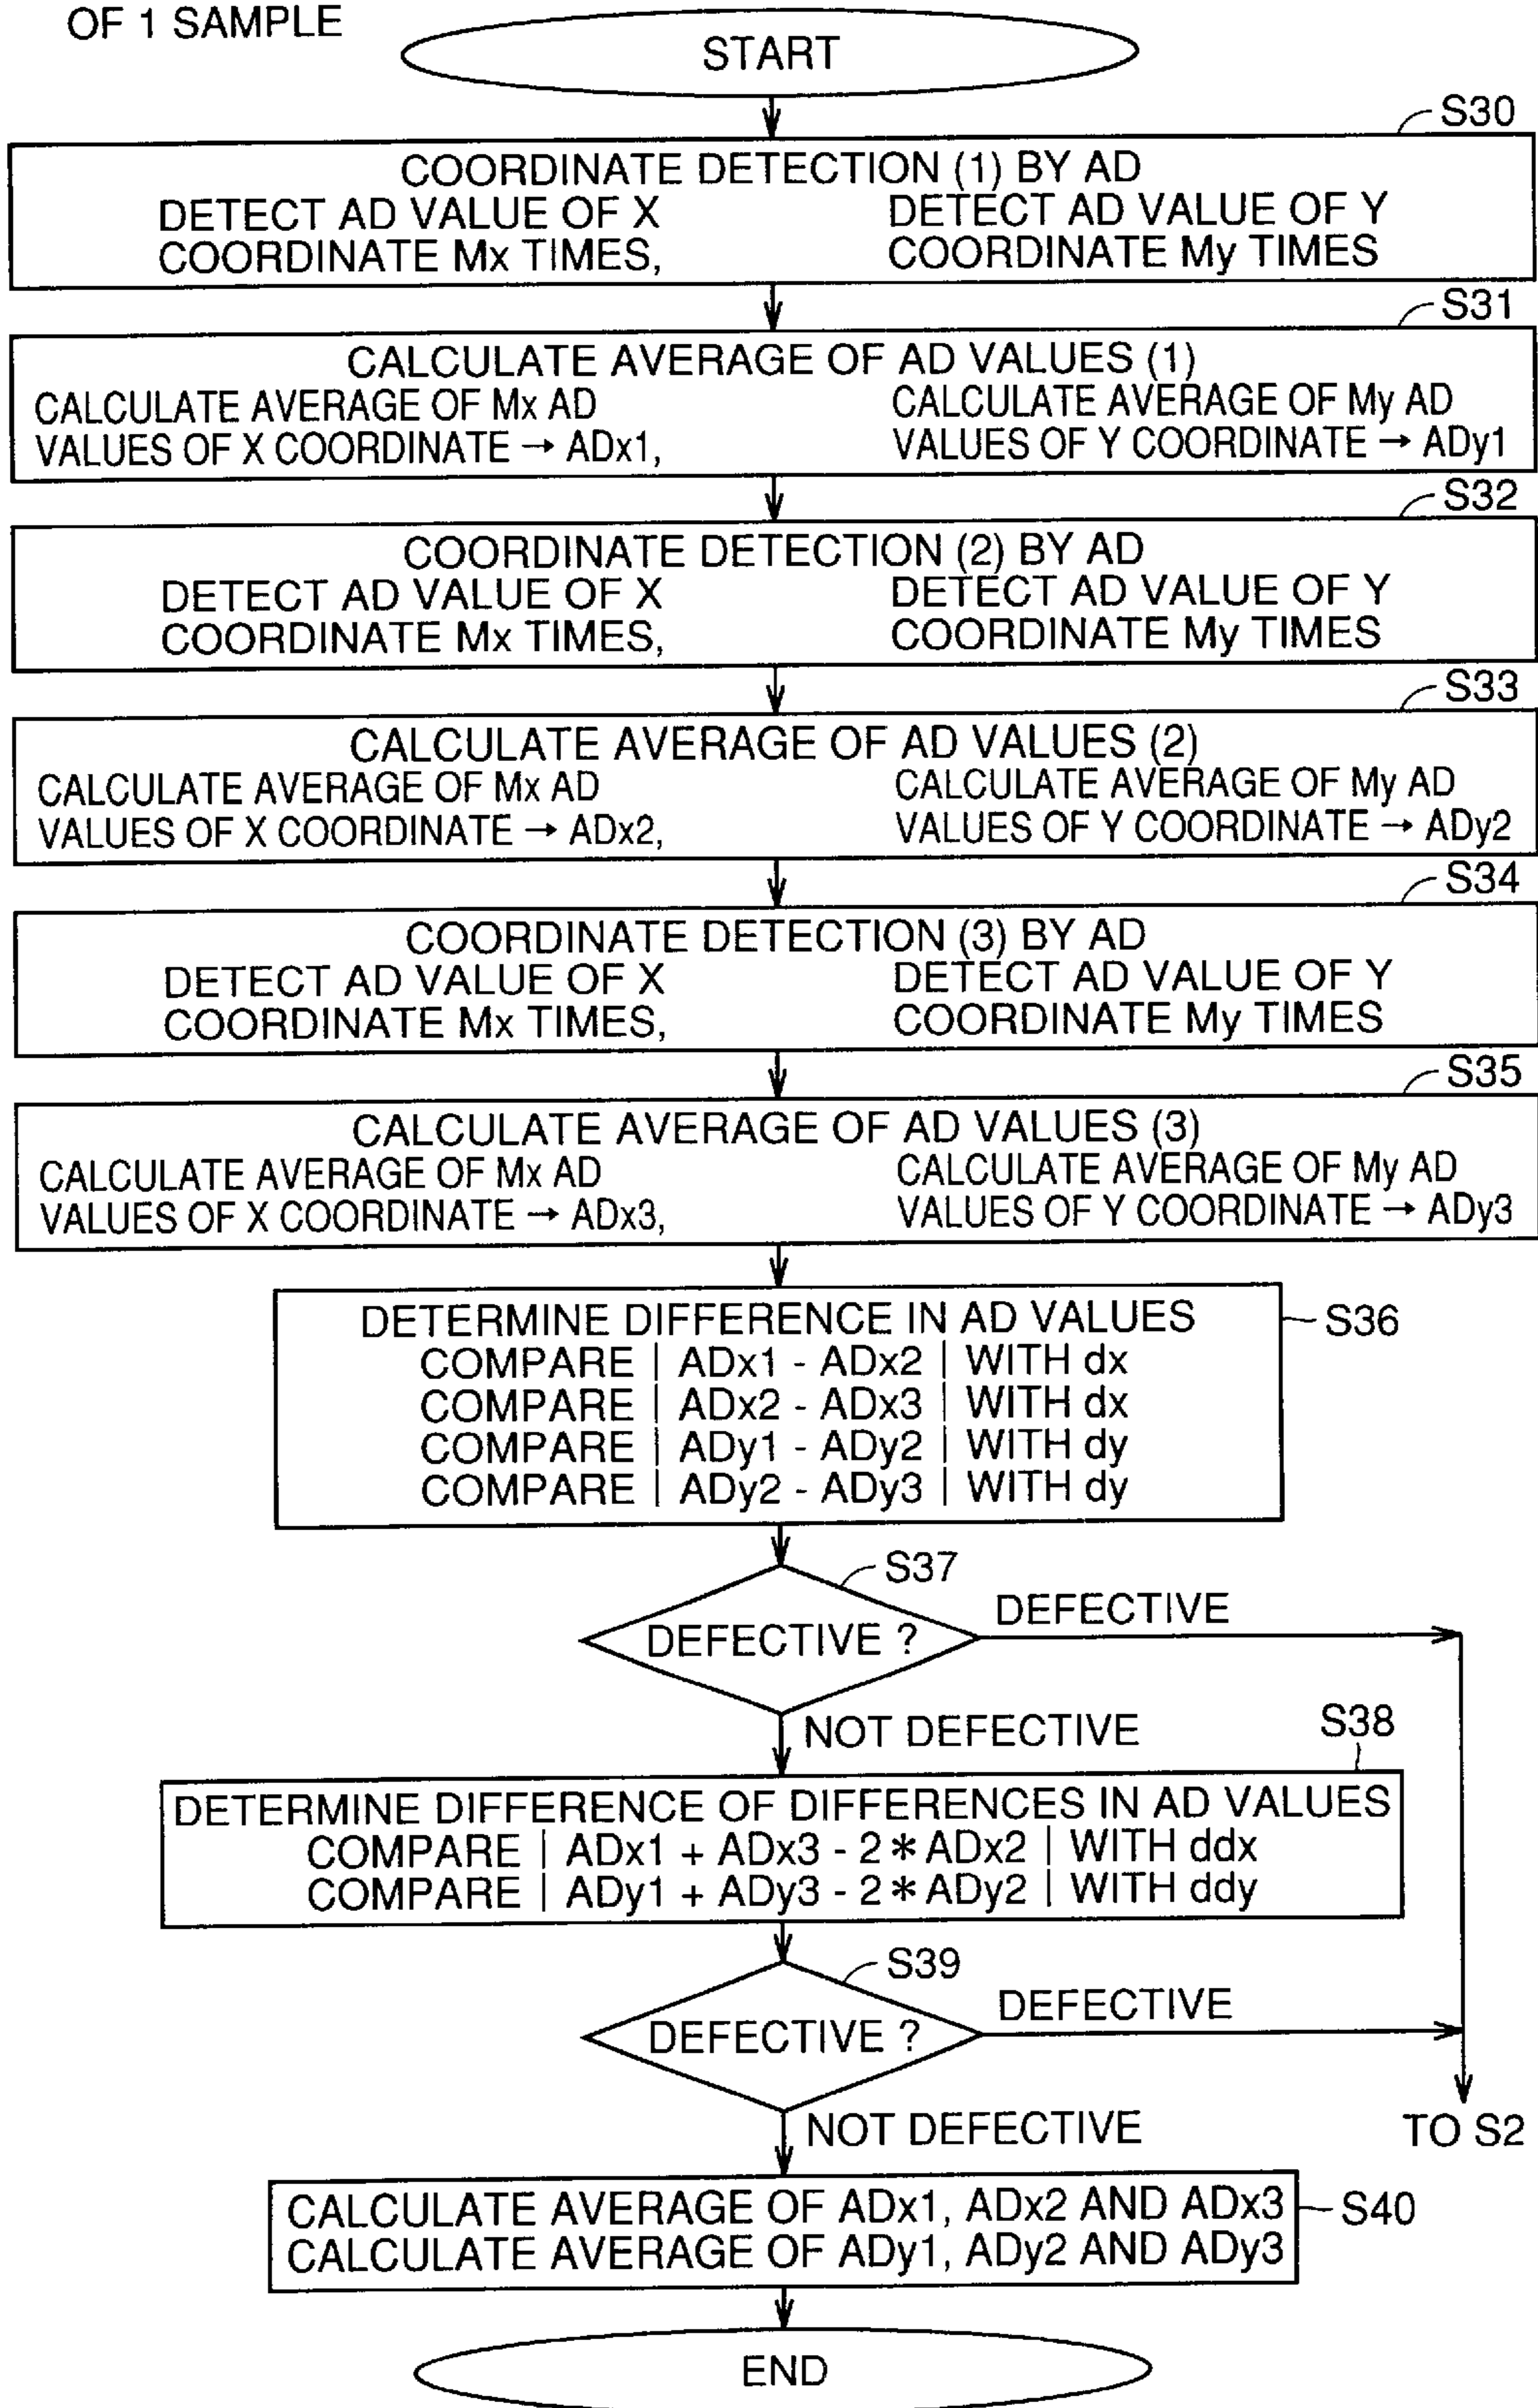 OF 1 SAMPLE
START
S30
COORDINATE DETECTION (1) BY AD
DETECT AD VALUE OF X
COORDINATE Mx TIMES,
DETECT AD VALUE OF Y
COORDINATE My TIMES
S31
CALCULATE AVERAGE OF AD VALUES (1)
CALCULATE AVERAGE OF Mx AD
VALUES OF X COORDINATE → ADx1,
CALCULATE AVERAGE OF My AD
VALUES OF Y COORDINATE → ADy1
S32
COORDINATE DETECTION (2) BY AD
DETECT AD VALUE OF X
COORDINATE Mx TIMES,
DETECT AD VALUE OF Y
COORDINATE My TIMES
S33
CALCULATE AVERAGE OF AD VALUES (2)
CALCULATE AVERAGE OF Mx AD
VALUES OF X COORDINATE → ADx2,
CALCULATE AVERAGE OF My AD
VALUES OF Y COORDINATE → ADy2
S34
COORDINATE DETECTION (3) BY AD
DETECT AD VALUE OF X
COORDINATE Mx TIMES,
DETECT AD VALUE OF Y
COORDINATE My TIMES
S35
CALCULATE AVERAGE OF AD VALUES (3)
CALCULATE AVERAGE OF Mx AD
VALUES OF X COORDINATE → ADx3,
CALCULATE AVERAGE OF My AD
VALUES OF Y COORDINATE → ADy3
DETERMINE DIFFERENCE IN AD VALUES
S36
COMPARE | ADx1 - ADx2 | WITH dx
COMPARE | ADx2 - ADx3 | WITH dx
COMPARE | ADy1 - ADy2 | WITH dy
COMPARE | ADy2 - ADy3 | WITH dy
S37
DEFECTIVE ?
DEFECTIVE
NOT DEFECTIVE
S38
DETERMINE DIFFERENCE OF DIFFERENCES IN AD VALUES
COMPARE | ADx1 + ADx3 - 2 * ADx2 | WITH ddx
COMPARE | ADy1 + ADy3 - 2 * ADy2 | WITH ddy
S39
DEFECTIVE ?
DEFECTIVE
NOT DEFECTIVE
TO S2
CALCULATE AVERAGE OF ADx1, ADx2 AND ADx3
CALCULATE AVERAGE OF ADy1, ADy2 AND ADy3
S40
END